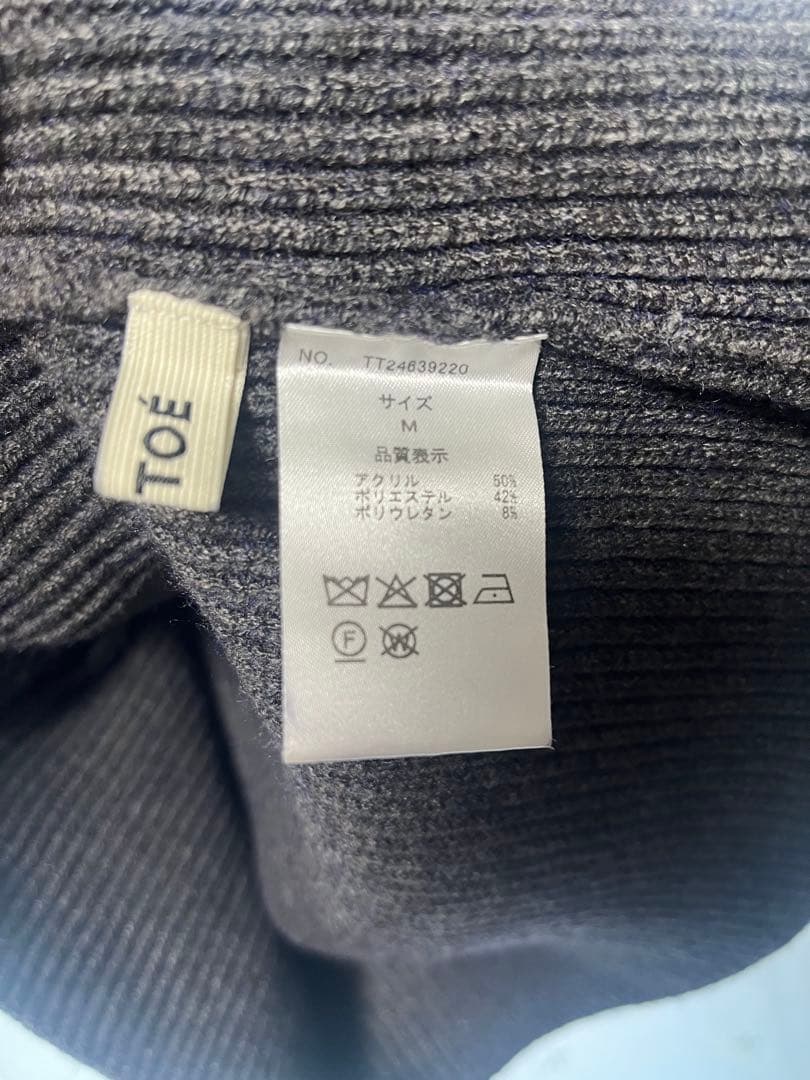 TOÉ
NO. TT24639220
サイズ
M
品質表示
アクリル 50%
ポリエステル 42%
ポリウレタン 8%
F W